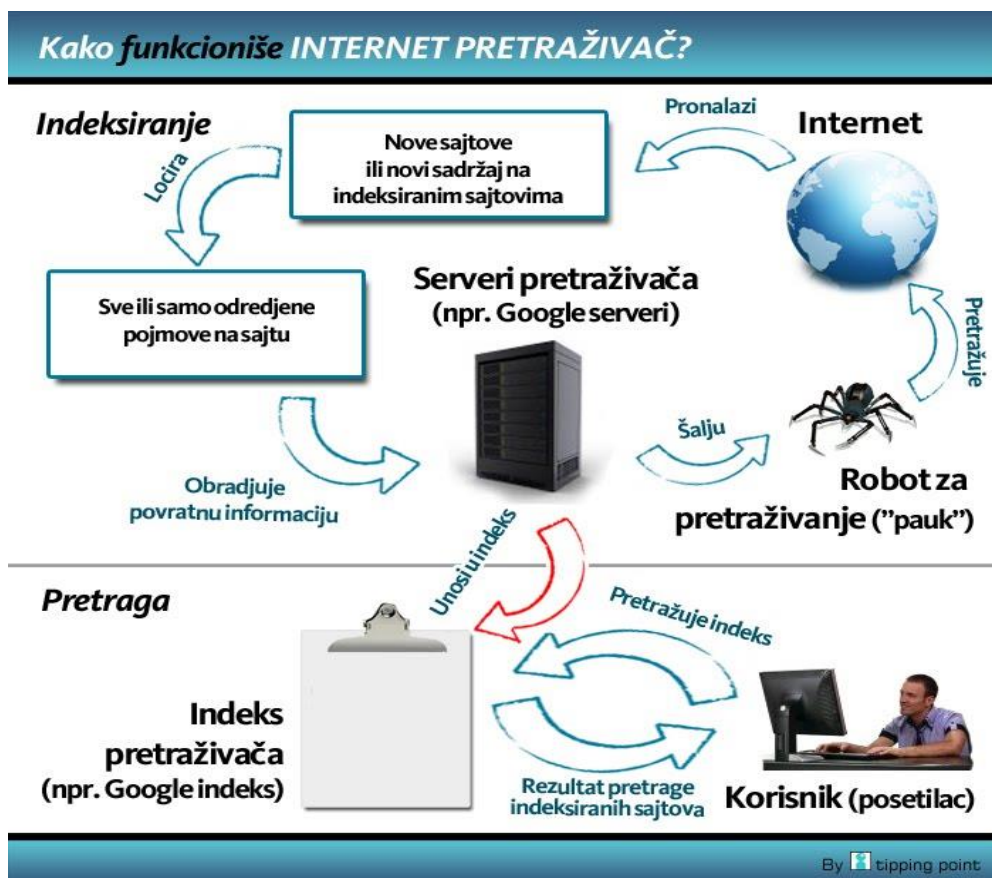 Kako funkcioniše INTERNET PRETRAŽIVAČ?
Indeksiranje
Pronalazi
Internet
Nove sajtove
ili novi sadržaj na
indeksiranim sajtovima
Locira
Sve ili samo odredjene
pojmove na sajtu
Serveri pretraživača
(npr. Google serveri)
Pretražuje
Šalju
Obradjuje
povratnu informaciju
Robot za
pretraživanje (”pauk”)
Unosi u indeks
Pretraga
Pretražuje indeks
Indeks
pretraživača
(npr. Google indeks)
Rezultat pretrage
indeksiranih sajtova
Korisnik (posetilac)
By tipping point